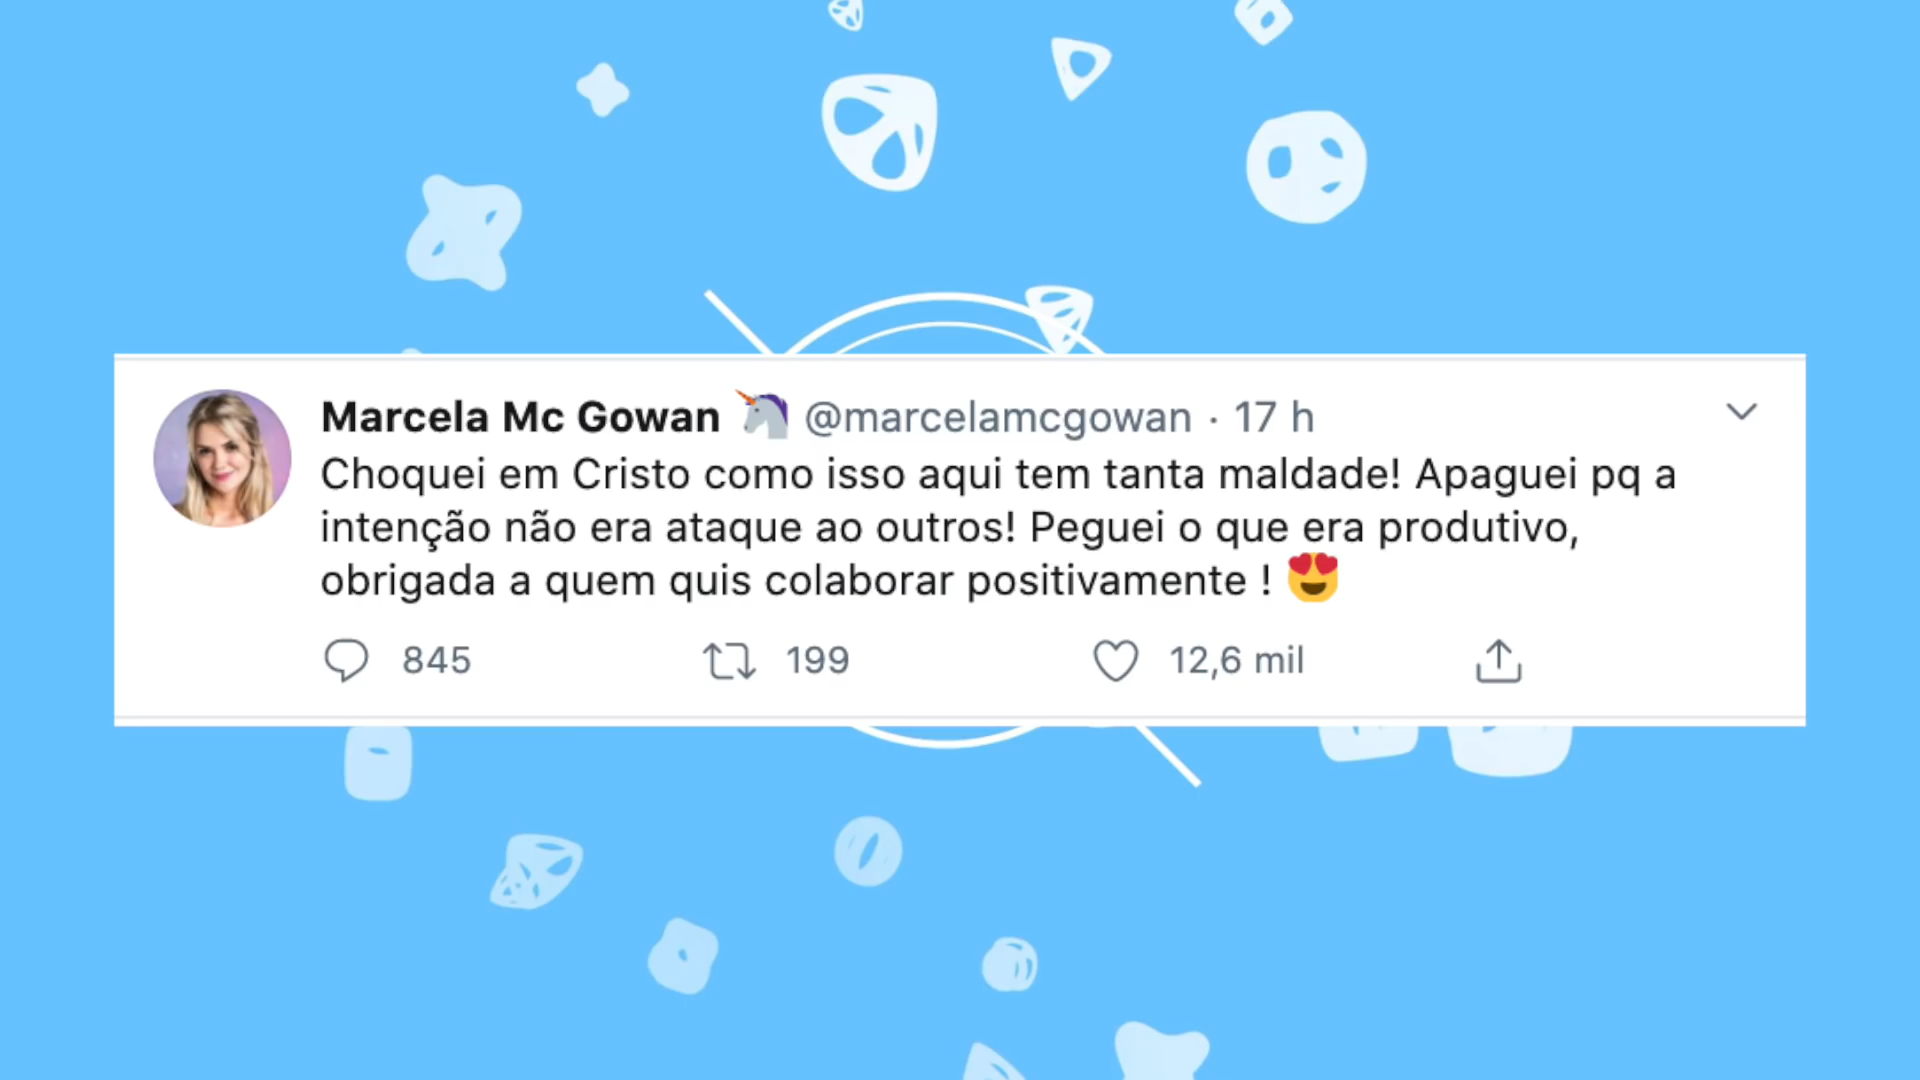 Marcela Mc Gowan 🦄 @marcelamcgowan · 17 h
Choquei em Cristo como isso aqui tem tanta maldade! Apaguei pq a
intenção não era ataque ao outros! Peguei o que era produtivo,
obrigada a quem quis colaborar positivamente ! 😍
845 199 12,6 mil